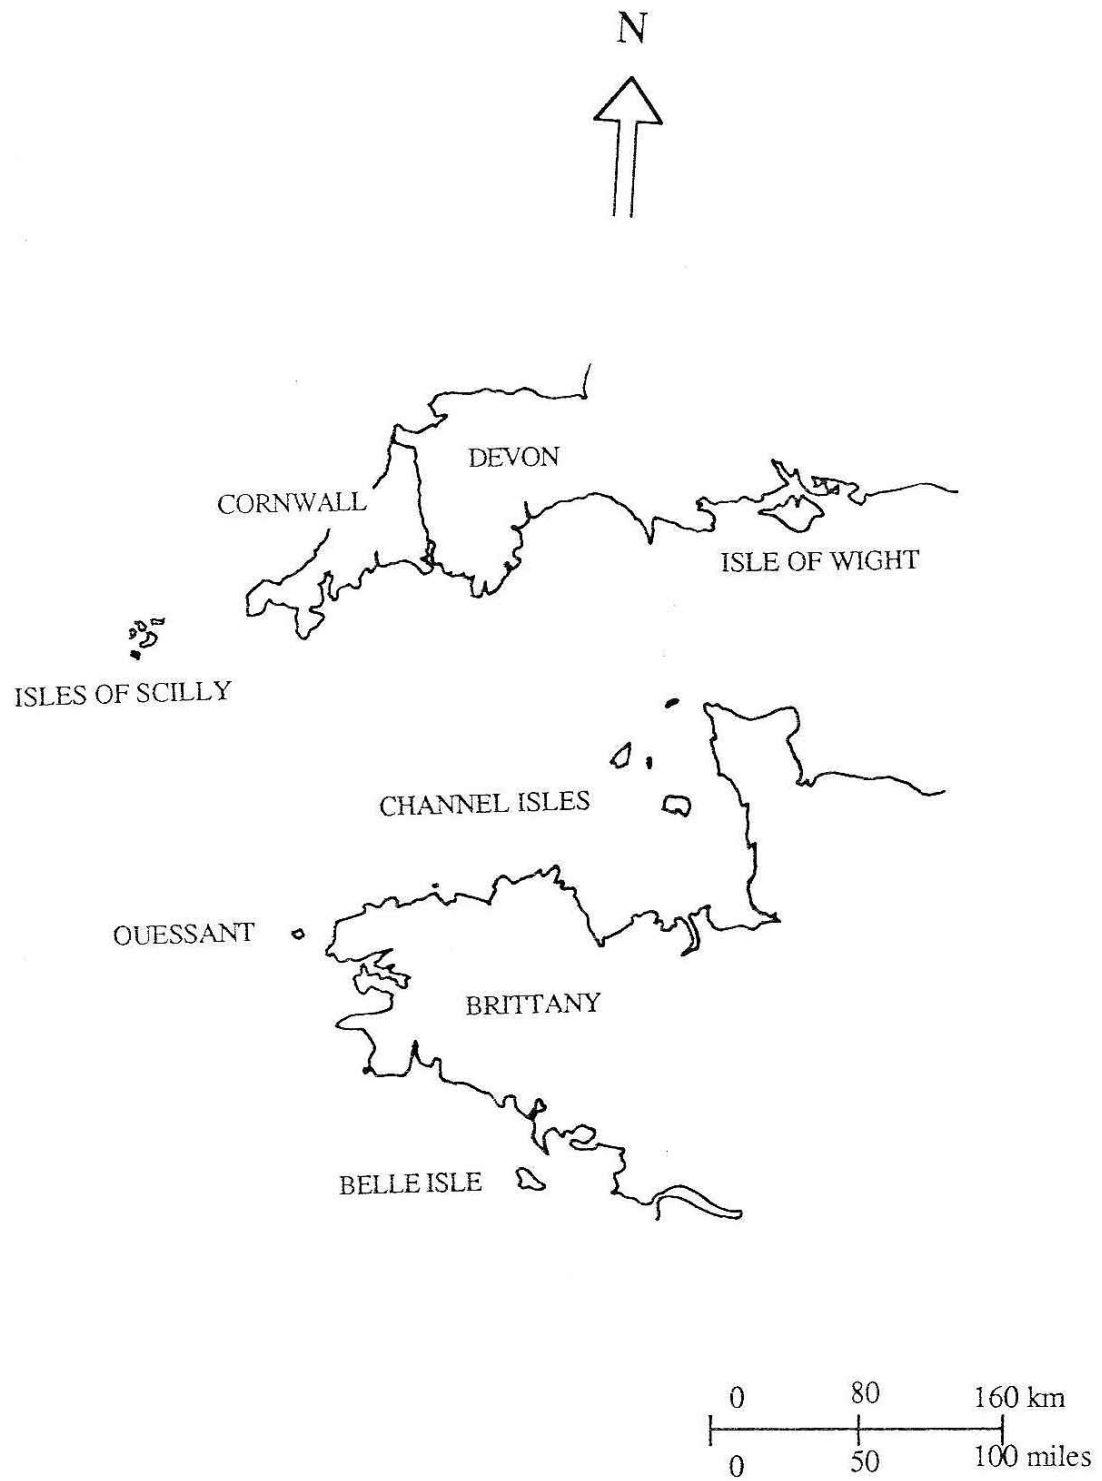 N
DEVON
CORNWALL
ISLE OF WIGHT
ISLES OF SCILLY
CHANNEL ISLES
OUESSANT
BRITTANY
BELLE ISLE
0 80 160 km
0 50 100 miles